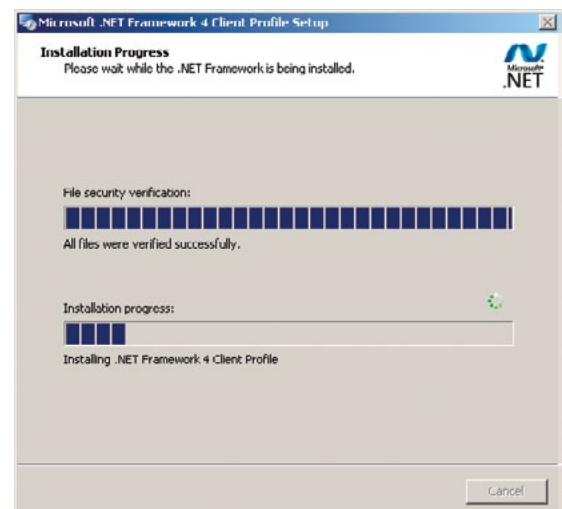 Microsoft .NET Framework 4 Client Profile Setup
Installation Progress
Please wait while the .NET Framework is being installed.
Microsoft
.NET
File security verification:
All files were verified successfully.
Installation progress:
Installing .NET Framework 4 Client Profile
Cancel